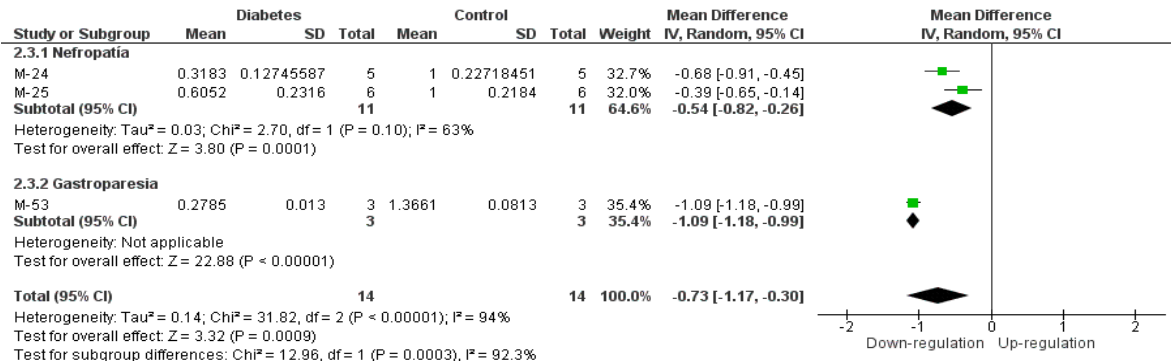 Diabetes Control Mean Difference Mean Difference
Study or Subgroup Mean SD Total Mean SD Total Weight IV, Random, 95% CI IV, Random, 95% CI
2.3.1 Nefropatía
M-24 0.3183 0.12745587 5 1 0.22718451 5 32.7% -0.68 [-0.91, -0.45]
M-25 0.6052 0.2316 6 1 0.2184 6 32.0% -0.39 [-0.65, -0.14]
Subtotal (95% CI) 11 11 64.6% -0.54 [-0.82, -0.26]
Heterogeneity: Tau² = 0.03; Chi² = 2.70, df = 1 (P = 0.10); I² = 63%
Test for overall effect: Z = 3.80 (P = 0.0001)
2.3.2 Gastroparesia
M-53 0.2785 0.013 3 1.3661 0.0813 3 35.4% -1.09 [-1.18, -0.99]
Subtotal (95% CI) 3 3 35.4% -1.09 [-1.18, -0.99]
Heterogeneity: Not applicable
Test for overall effect: Z = 22.88 (P < 0.00001)
Total (95% CI) 14 14 100.0% -0.73 [-1.17, -0.30]
Heterogeneity: Tau² = 0.14; Chi² = 31.82, df = 2 (P < 0.00001); I² = 94%
Test for overall effect: Z = 3.32 (P = 0.0009)
Test for subgroup differences: Chi² = 12.96, df = 1 (P = 0.0003), I² = 92.3%
-2 -1 0 1 2
Down-regulation Up-regulation